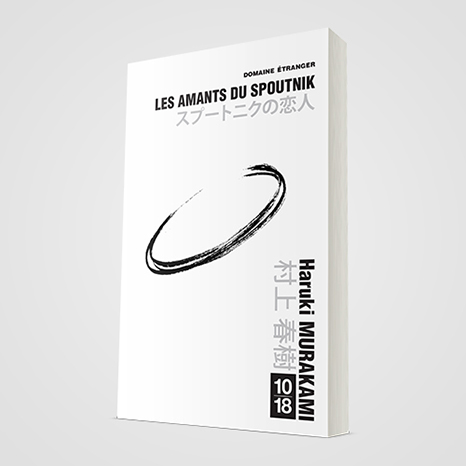 DOMAINE ÉTRANGER
LES AMANTS DU SPOUTNIK
スプートニクの恋人
Haruki MURAKAMI
村上 春樹
10
18